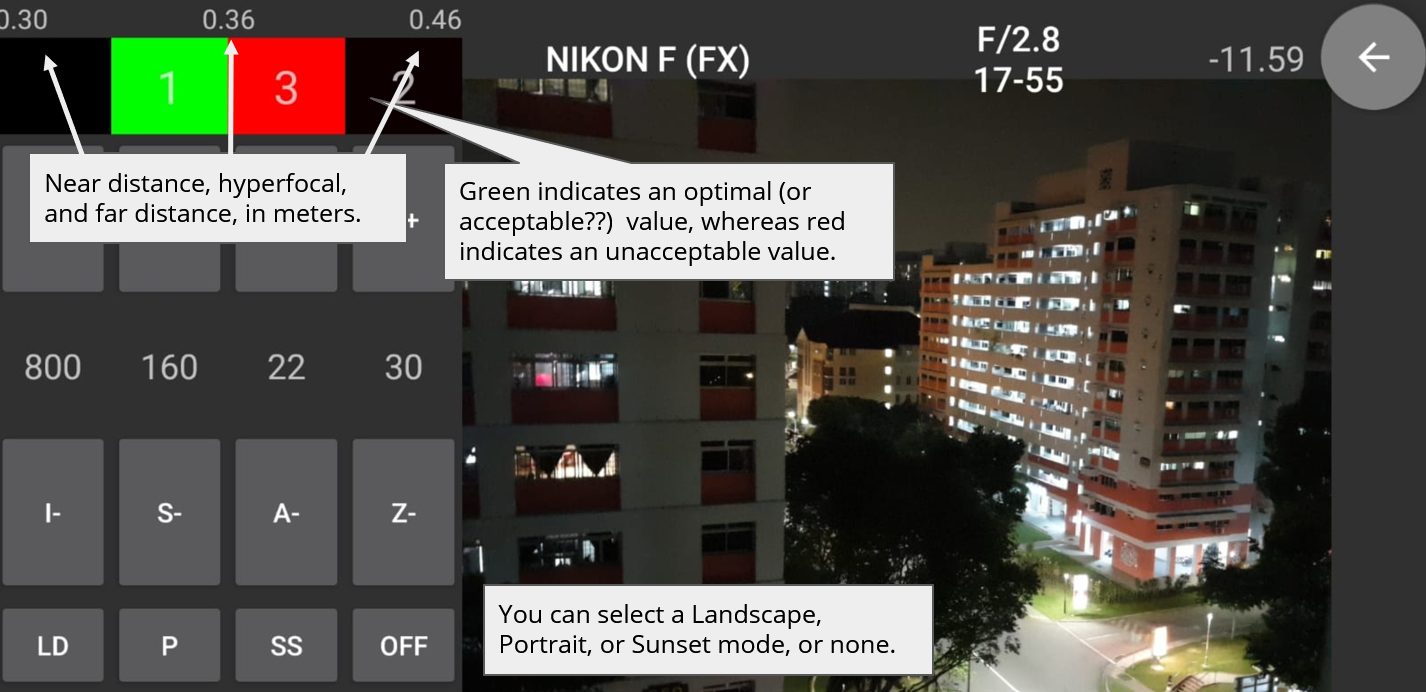 0.30 0.36 0.46
NIKON F (FX)
F/2.8
17-55
-11.59
1 3 2
Near distance, hyperfocal,
and far distance, in meters.
+
Green indicates an optimal (or
acceptable??) value, whereas red
indicates an unacceptable value.
800 160 22 30
I- S- A- Z-
LD P SS OFF
You can select a Landscape,
Portrait, or Sunset mode, or none.